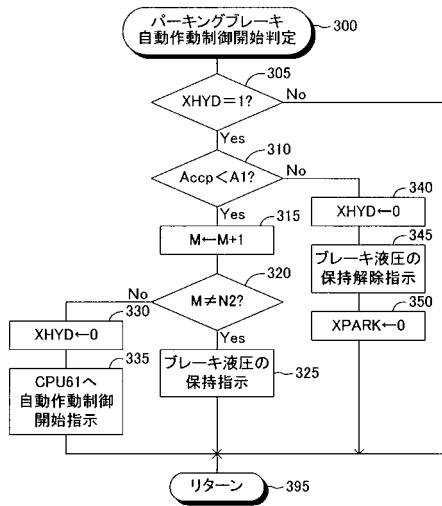 パーキングブレーキ
自動作動制御開始判定
300
305
XHYD=1?
No
Yes
310
Accp<A1?
No
Yes
315
M←M+1
340
XHYD←0
345
ブレーキ液圧の
保持解除指示
320
M≠N2?
No
330
XHYD←0
Yes
350
XPARK←0
335
CPU61へ
自動作動制御
開始指示
ブレーキ液圧の
保持指示
325
リターン
395